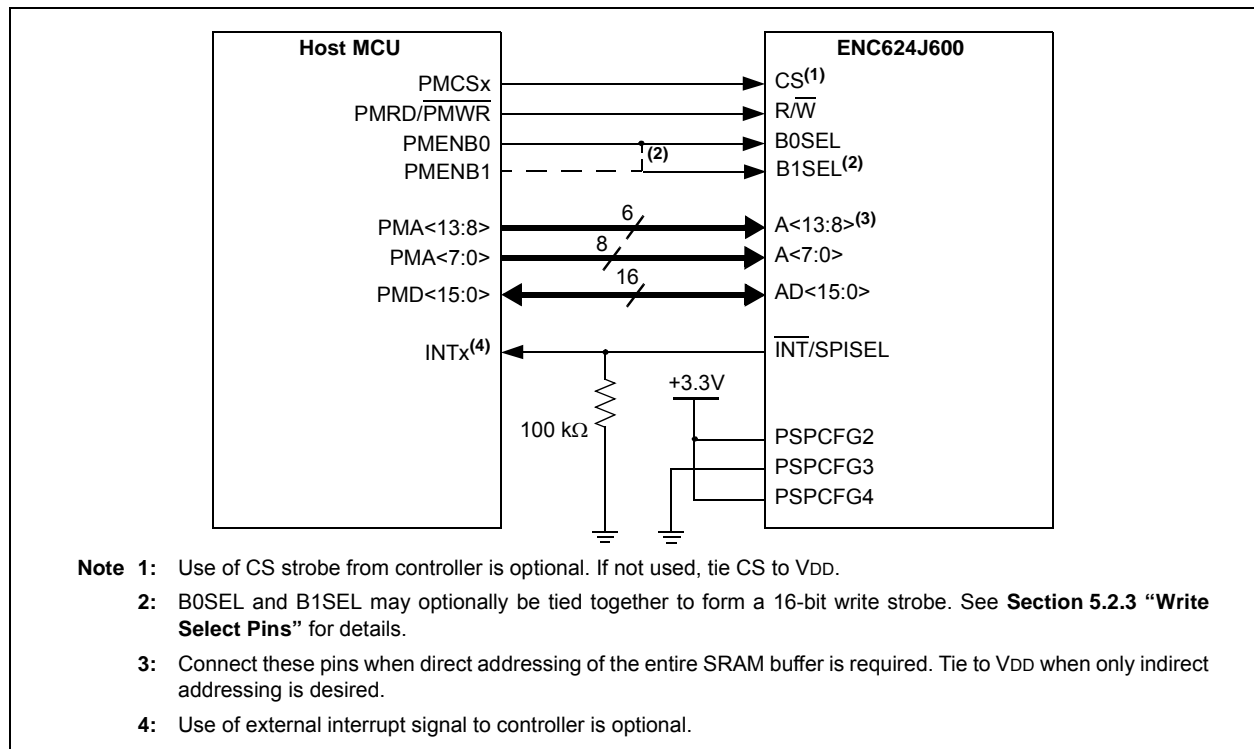 Host MCU
ENC624J600
PMCSx
CS(1)
PMRD/PMWR
R/W
PMENB0
B0SEL
(2)
PMENB1
B1SEL(2)
PMA<13:8>
6
A<13:8>(3)
PMA<7:0>
8
A<7:0>
PMD<15:0>
16
AD<15:0>
INTx(4)
INT/SPISEL
+3.3V
100 kΩ
PSPCFG2
PSPCFG3
PSPCFG4
Note 1: Use of CS strobe from controller is optional. If not used, tie CS to VDD.
2: B0SEL and B1SEL may optionally be tied together to form a 16-bit write strobe. See Section 5.2.3 “Write
Select Pins” for details.
3: Connect these pins when direct addressing of the entire SRAM buffer is required. Tie to VDD when only indirect
addressing is desired.
4: Use of external interrupt signal to controller is optional.